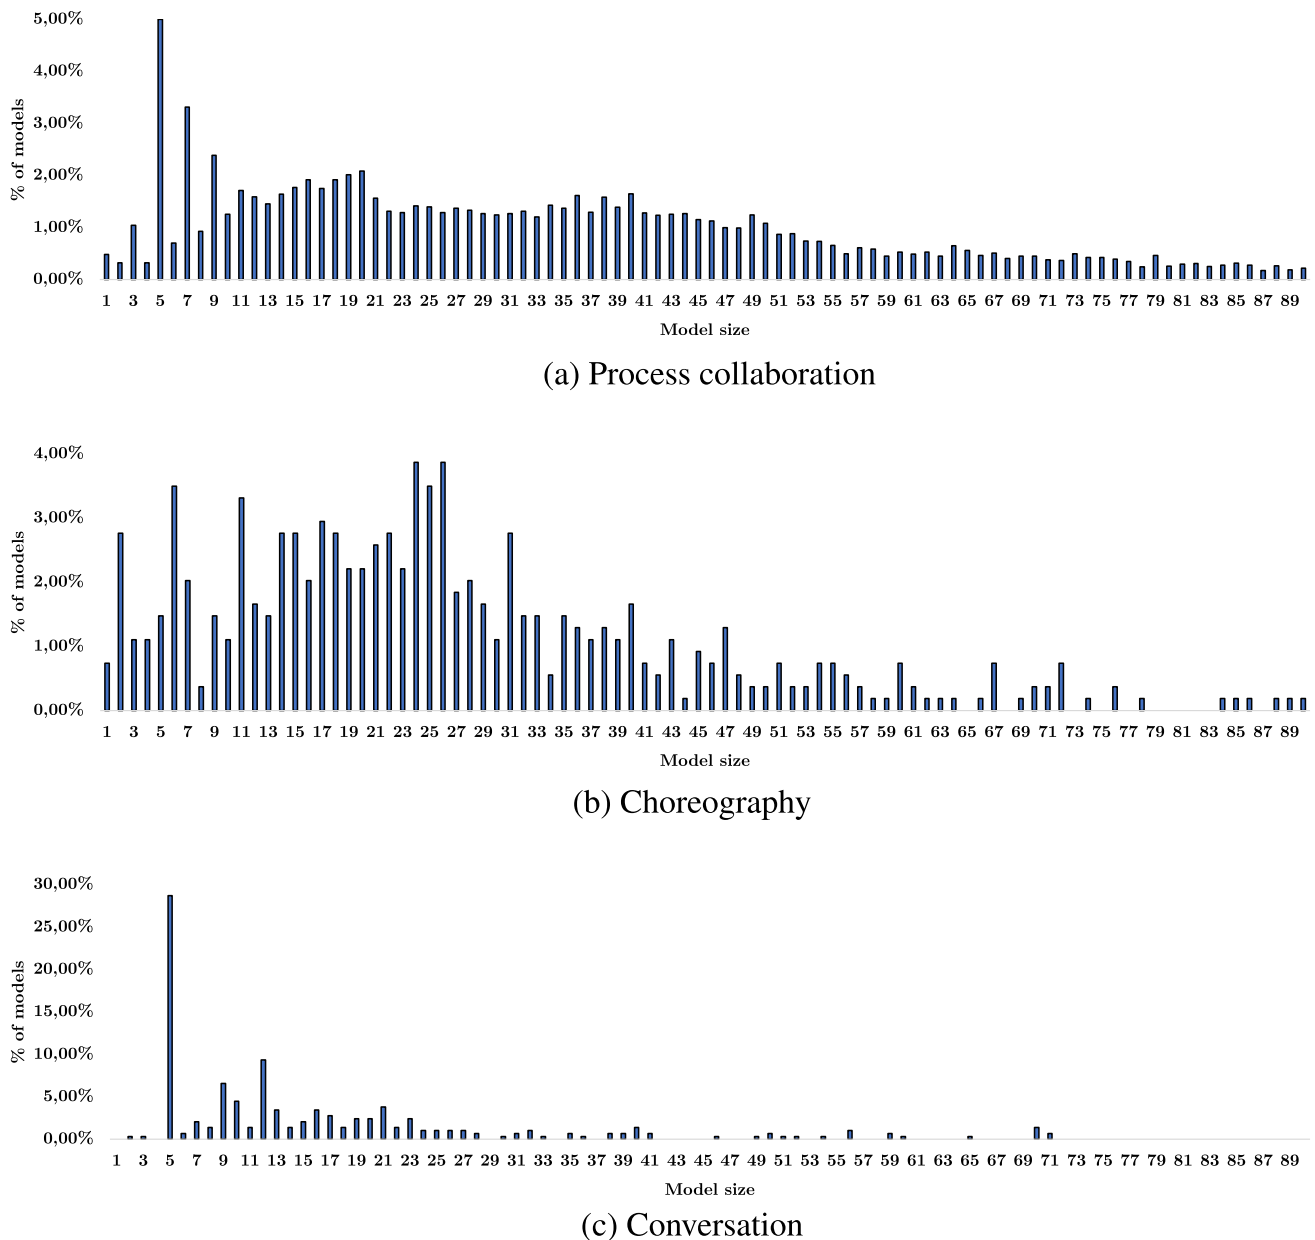 5,00%
4,00%
3,00%
2,00%
1,00%
0,00%
% of models
1 3 5 7 9 11 13 15 17 19 21 23 25 27 29 31 33 35 37 39 41 43 45 47 49 51 53 55 57 59 61 63 65 67 69 71 73 75 77 79 81 83 85 87 89
Model size
(a) Process collaboration
4,00%
3,00%
2,00%
1,00%
0,00%
% of models
1 3 5 7 9 11 13 15 17 19 21 23 25 27 29 31 33 35 37 39 41 43 45 47 49 51 53 55 57 59 61 63 65 67 69 71 73 75 77 79 81 83 85 87 89
Model size
(b) Choreography
30,00%
25,00%
20,00%
15,00%
10,00%
5,00%
0,00%
% of models
1 3 5 7 9 11 13 15 17 19 21 23 25 27 29 31 33 35 37 39 41 43 45 47 49 51 53 55 57 59 61 63 65 67 69 71 73 75 77 79 81 83 85 87 89
Model size
(c) Conversation